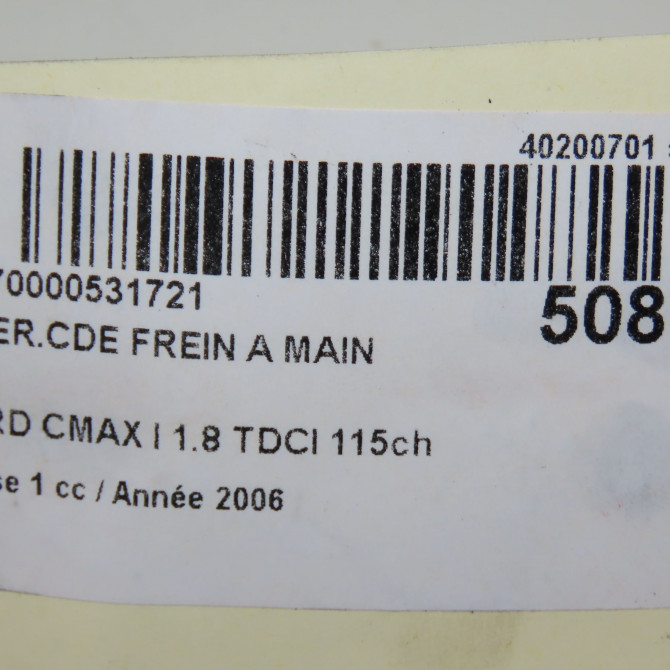 40200701
70000531721
508
ER.CDE FREIN A MAIN
RD CMAX I 1.8 TDCI 115ch
se 1 cc / Année 2006